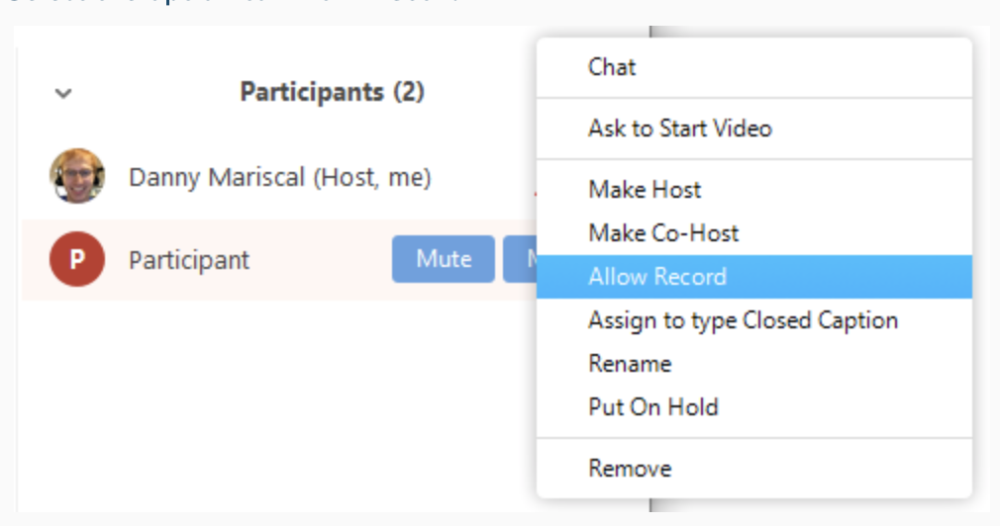 Participants (2)
Danny Mariscal (Host, me)
P
Participant
Mute
Chat
Ask to Start Video
Make Host
Make Co-Host
Allow Record
Assign to type Closed Caption
Rename
Put On Hold
Remove